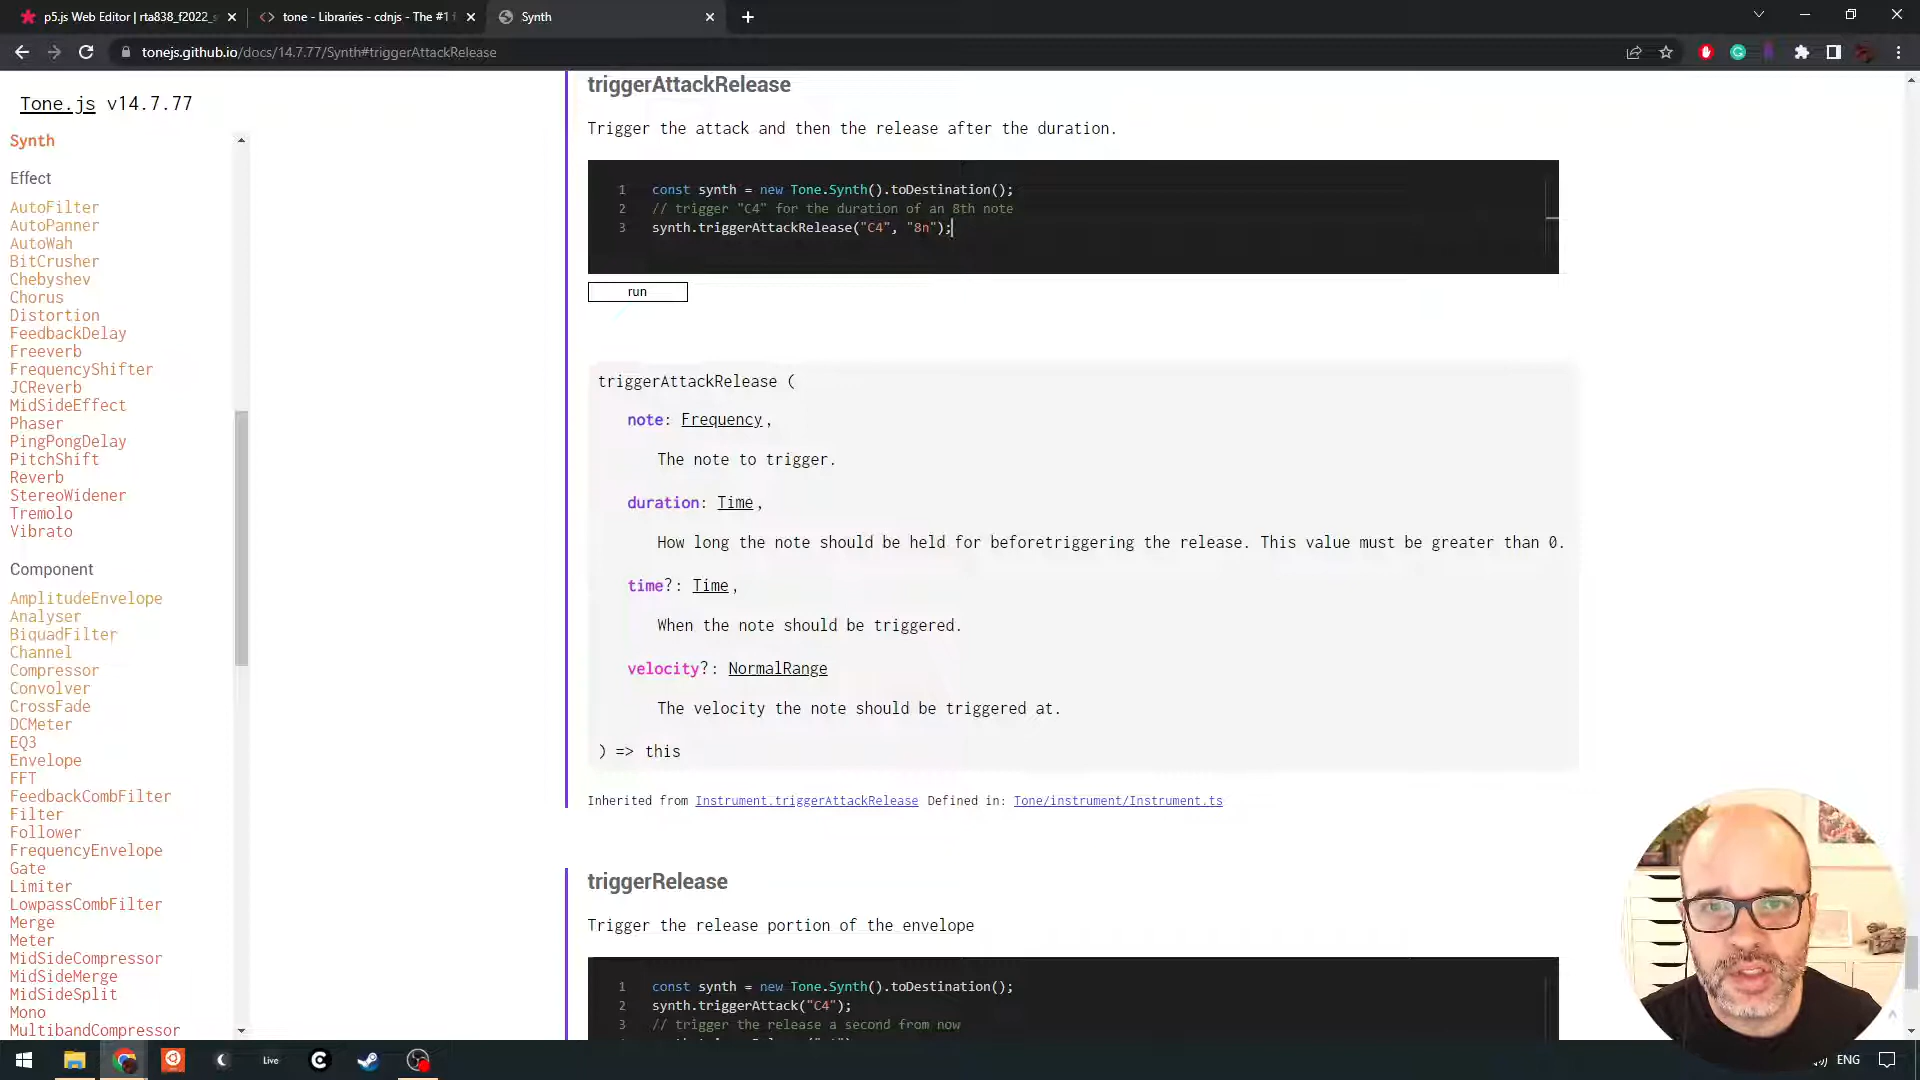 p5.js Web Editor | rta838_f2022_s
tone - Libraries - cdnjs - The #1 f
Synth
tonejs.github.io/docs/14.7.77/Synth#triggerAttackRelease
Tone.js v14.7.77
Synth
Effect
AutoFilter
AutoPanner
AutoWah
BitCrusher
Chebyshev
Chorus
Distortion
FeedbackDelay
Freeverb
FrequencyShifter
JCReverb
MidSideEffect
Phaser
PingPongDelay
PitchShift
Reverb
StereoWidener
Tremolo
Vibrato
Component
AmplitudeEnvelope
Analyser
BiquadFilter
Channel
Compressor
Convolver
CrossFade
DCMeter
EQ3
Envelope
FFT
FeedbackCombFilter
Filter
Follower
FrequencyEnvelope
Gate
Limiter
LowpassCombFilter
Merge
Meter
MidSideCompressor
MidSideMerge
MidSideSplit
Mono
MultibandCompressor
triggerAttackRelease
Trigger the attack and then the release after the duration.
1 const synth = new Tone.Synth().toDestination();
2 // trigger "C4" for the duration of an 8th note
3 synth.triggerAttackRelease("C4", "8n");
run
triggerAttackRelease (
note: Frequency,
The note to trigger.
duration: Time,
How long the note should be held for beforetriggering the release. This value must be greater than 0.
time?: Time,
When the note should be triggered.
velocity?: NormalRange
The velocity the note should be triggered at.
) => this
Inherited from Instrument.triggerAttackRelease Defined in: Tone/instrument/Instrument.ts
triggerRelease
Trigger the release portion of the envelope
1 const synth = new Tone.Synth().toDestination();
2 synth.triggerAttack("C4");
3 // trigger the release a second from now
Live
ENG